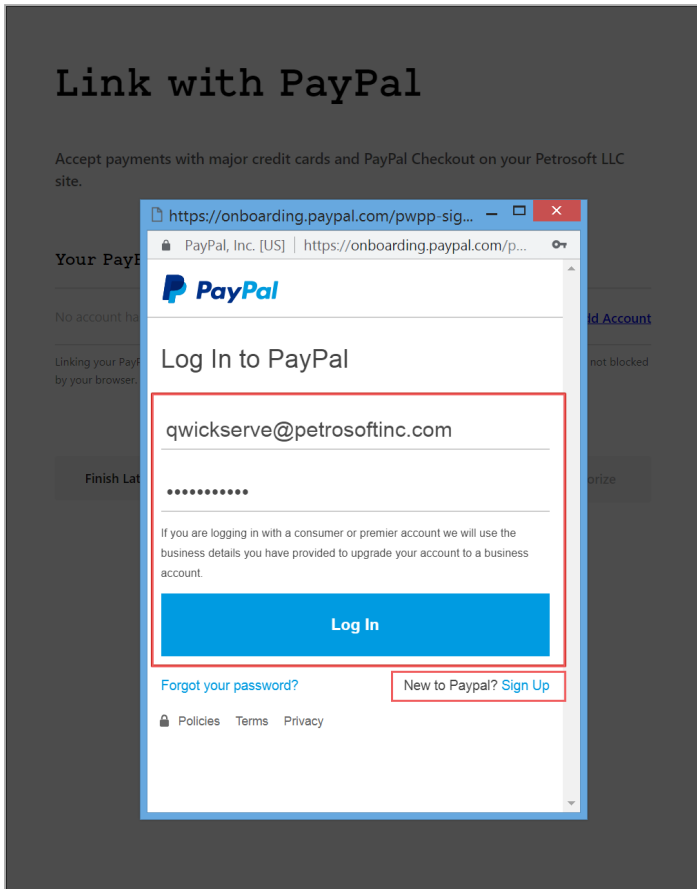 Link with PayPal
Accept payments with major credit cards and PayPal Checkout on your Petrosoft LLC
site.
https://onboarding.paypal.com/pwpp-sig...
PayPal, Inc. [US] https://onboarding.paypal.com/p...
Your PayP
PayPal
No account ha
dd Account
Log In to PayPal
Linking your PayP
not blocked
by your browser.
qwickserve@petrosoftinc.com
Finish Lat
orize
•••••••••••
If you are logging in with a consumer or premier account we will use the
business details you have provided to upgrade your account to a business
account.
Log In
Forgot your password? New to Paypal? Sign Up
Policies Terms Privacy